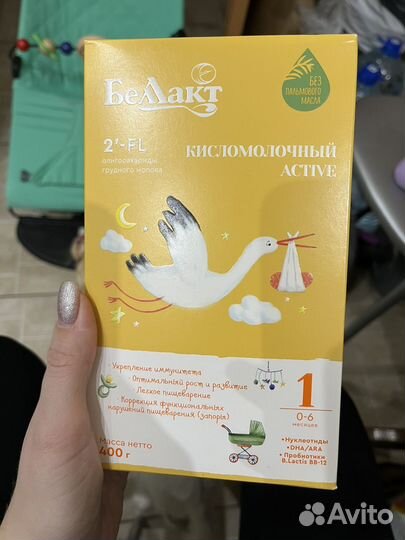 Беллакт
БЕЗ
ПАЛЬМОВОГО
МАСЛА
2'-FL
олигосахариды
грудного молока
КИСЛОМОЛОЧНЫЙ
ACTIVE
• Укрепление иммунитета
• Оптимальный рост и развитие
• Легкое пищеварение
• Коррекция функциональных
нарушений пищеварения (запоры)
1
0-6
месяцев
• Нуклеотиды
• DHA/ARA
• Пробиотики
B.Lactis BB-12
масса нетто
400 г
Avito